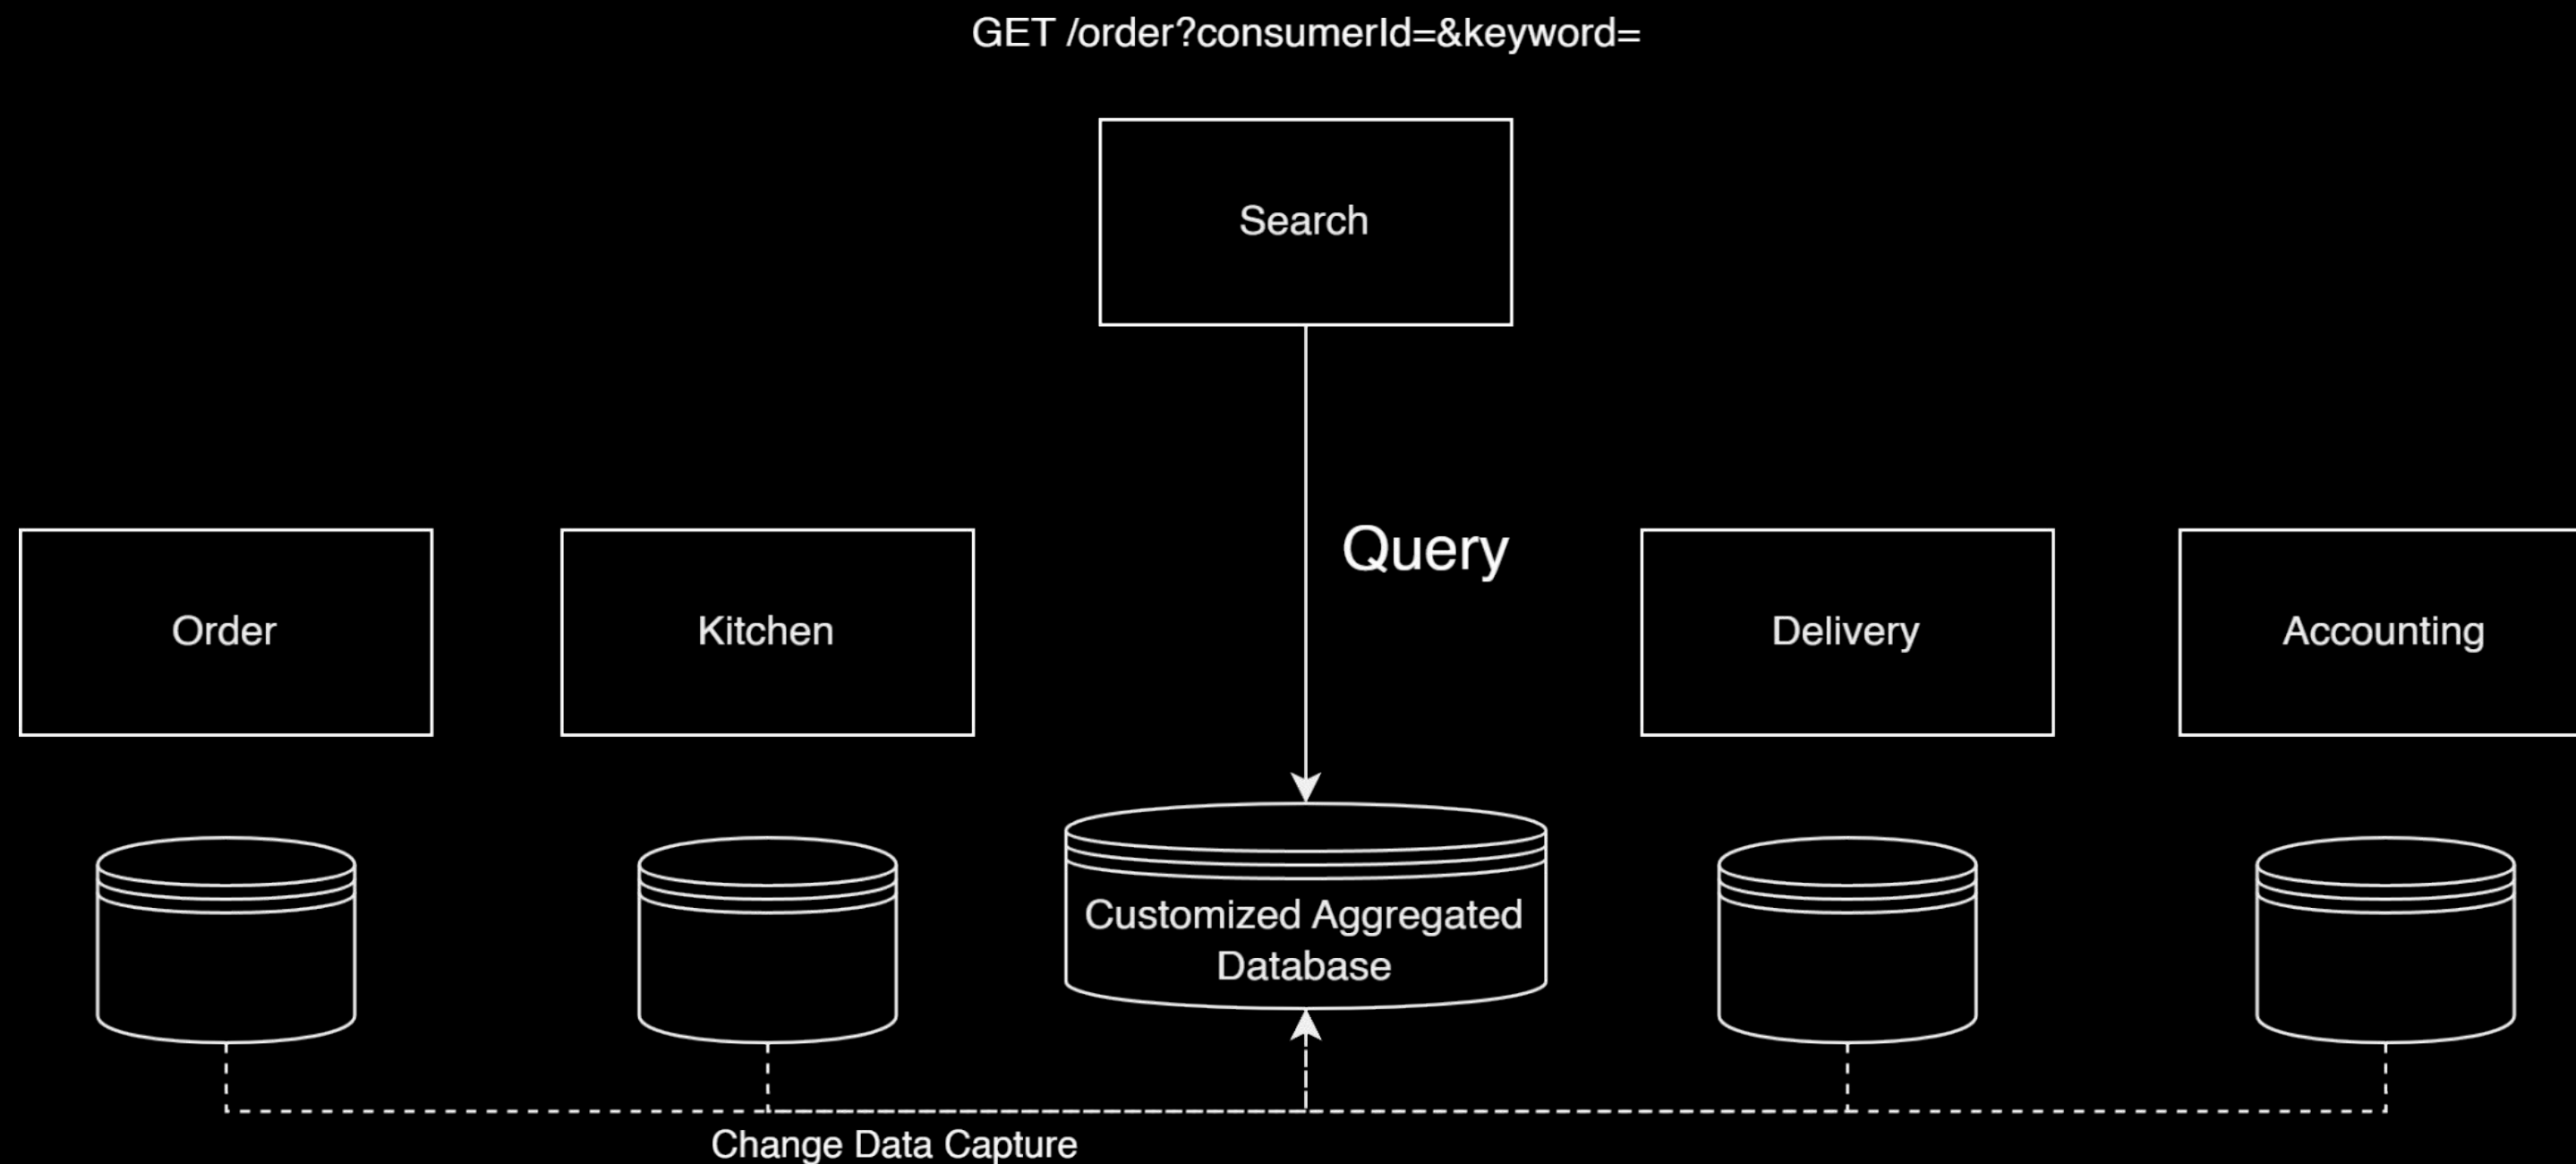 GET /order?consumerId=&keyword=
Search
Query
Order
Kitchen
Delivery
Accounting
Customized Aggregated
Database
Change Data Capture